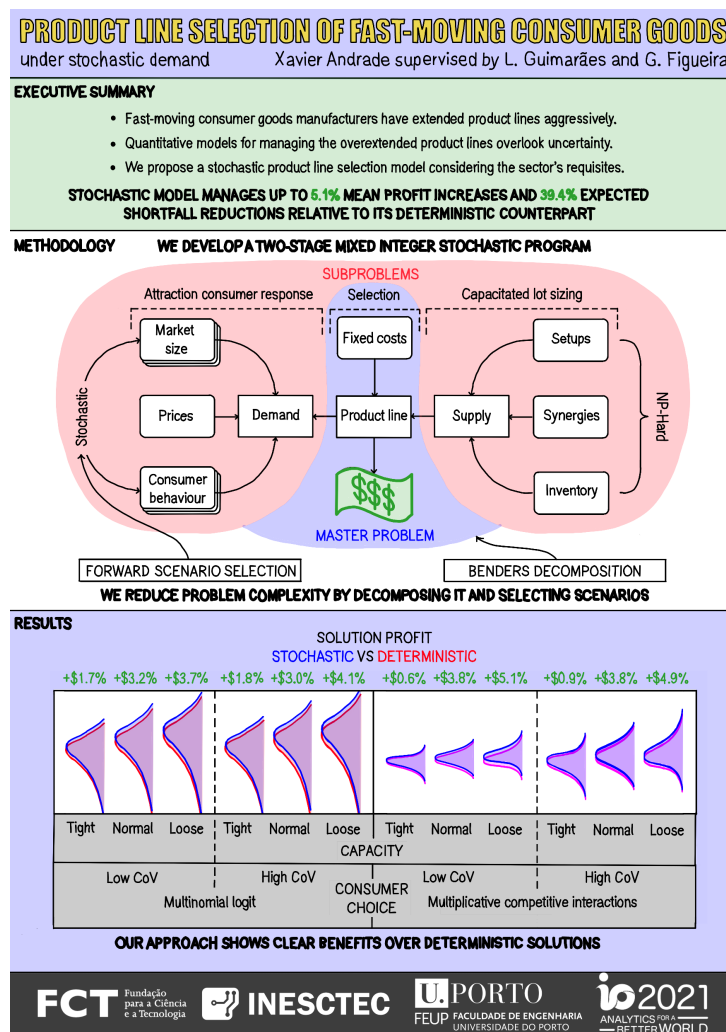 PRODUCT LINE SELECTION OF FAST-MOVING CONSUMER GOODS
under stochastic demand
Xavier Andrade supervised by L. Guimarães and G. Figueira
EXECUTIVE SUMMARY
• Fast-moving consumer goods manufacturers have extended product lines aggressively.
• Quantitative models for managing the overextended product lines overlook uncertainty.
• We propose a stochastic product line selection model considering the sector's requisites.
STOCHASTIC MODEL MANAGES UP TO 5.1% MEAN PROFIT INCREASES AND 39.4% EXPECTED
SHORTFALL REDUCTIONS RELATIVE TO ITS DETERMINISTIC COUNTERPART
METHODOLOGY
WE DEVELOP A TWO-STAGE MIXED INTEGER STOCHASTIC PROGRAM
SUBPROBLEMS
Attraction consumer response
Selection
Capacitated lot sizing
Market
size
Fixed costs
Setups
Stochastic
Prices
Demand
Product line
Supply
Synergies
NP-Hard
Consumer
behaviour
$$$
Inventory
MASTER PROBLEM
FORWARD SCENARIO SELECTION
BENDERS DECOMPOSITION
WE REDUCE PROBLEM COMPLEXITY BY DECOMPOSING IT AND SELECTING SCENARIOS
RESULTS
SOLUTION PROFIT
STOCHASTIC VS DETERMINISTIC
+$1.7% +$3.2% +$3.7% +$1.8% +$3.0% +$4.1% +$0.6% +$3.8% +$5.1% +$0.9% +$3.8% +$4.9%
Tight Normal Loose Tight Normal Loose Tight Normal Loose Tight Normal Loose
CAPACITY
Low CoV High CoV Low CoV High CoV
CONSUMER
CHOICE
Multinomial logit
Multiplicative competitive interactions
OUR APPROACH SHOWS CLEAR BENEFITS OVER DETERMINISTIC SOLUTIONS
FCT
Fundação
para a Ciência
e a Tecnologia
INESCTEC
U.PORTO
FEUP FACULDADE DE ENGENHARIA
UNIVERSIDADE DO PORTO
io2021
ANALYTICS FOR A
BETTER WORLD